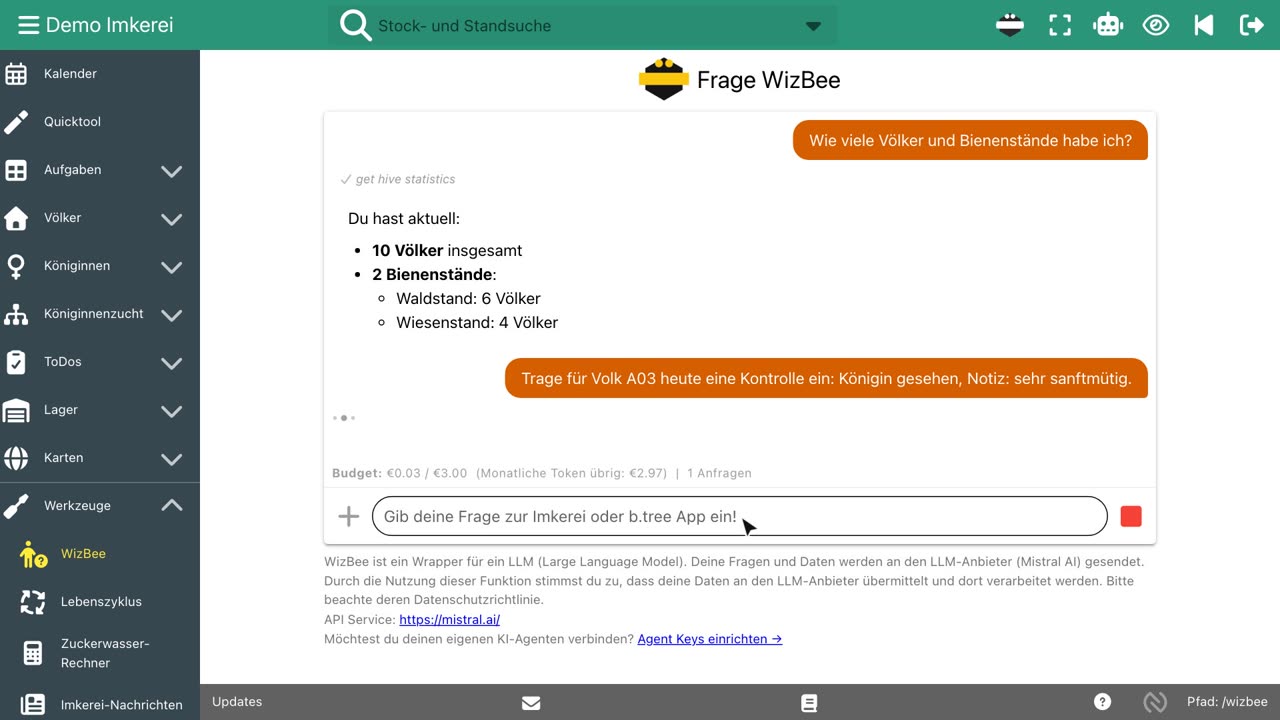 Demo Imkerei
Stock- und Standsuche
Kalender
Quicktool
Aufgaben
Völker
Königinnen
Königinnenzucht
ToDos
Lager
Karten
Werkzeuge
WizBee
Lebenszyklus
Zuckerwasser-
Rechner
Imkerei-Nachrichten
Frage WizBee
Wie viele Völker und Bienenstände habe ich?
get hive statistics
Du hast aktuell:
10 Völker insgesamt
2 Bienenstände:
Waldstand: 6 Völker
Wiesenstand: 4 Völker
Trage für Volk A03 heute eine Kontrolle ein: Königin gesehen, Notiz: sehr sanftmütig.
Budget: €0.03 / €3.00 (Monatliche Token übrig: €2.97) | 1 Anfragen
Gib deine Frage zur Imkerei oder b.tree App ein!
WizBee ist ein Wrapper für ein LLM (Large Language Model). Deine Fragen und Daten werden an den LLM-Anbieter (Mistral AI) gesendet.
Durch die Nutzung dieser Funktion stimmst du zu, dass deine Daten an den LLM-Anbieter übermittelt und dort verarbeitet werden. Bitte
beachte deren Datenschutzrichtlinie.
API Service: https://mistral.ai/
Möchtest du deinen eigenen KI-Agenten verbinden? Agent Keys einrichten →
Updates
Pfad: /wizbee